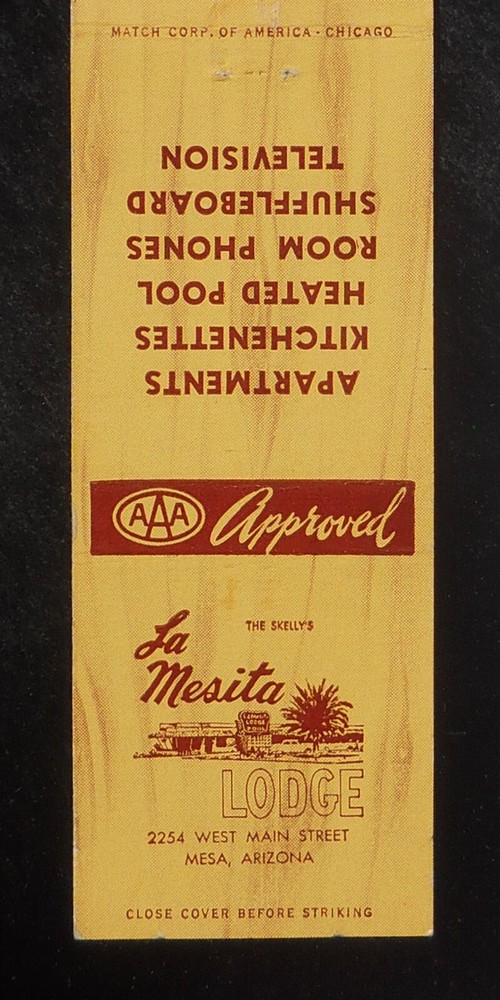 MATCH CORP. OF AMERICA - CHICAGO
APARTMENTS
KITCHENETTES
HEATED POOL
ROOM PHONES
SHUFFLEBOARD
TELEVISION
AAA Approved
THE SKELLY'S
La
Mesita
LODGE
2254 WEST MAIN STREET
MESA, ARIZONA
CLOSE COVER BEFORE STRIKING